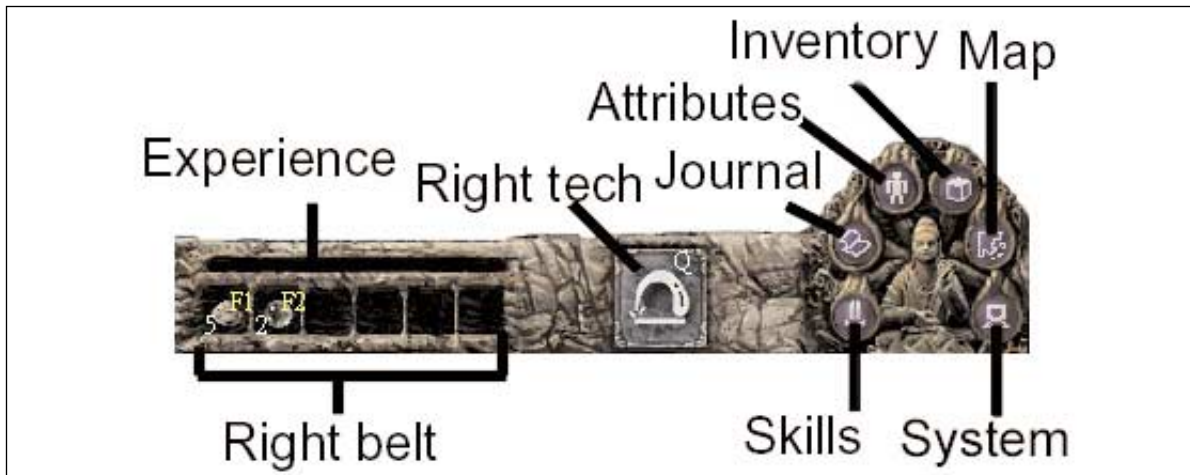 Inventory
Map
Attributes
Experience
Right tech
Journal
Q
F1
F2
5
2
Right belt
Skills
System